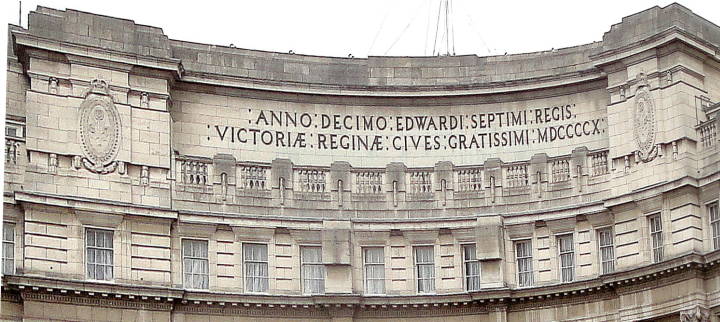 : ANNO : DECIMO : EDWARDI : SEPTIMI : REGIS :
: VICTORIÆ : REGINÆ : CIVES : GRATISSIMI : MDCCCCX :